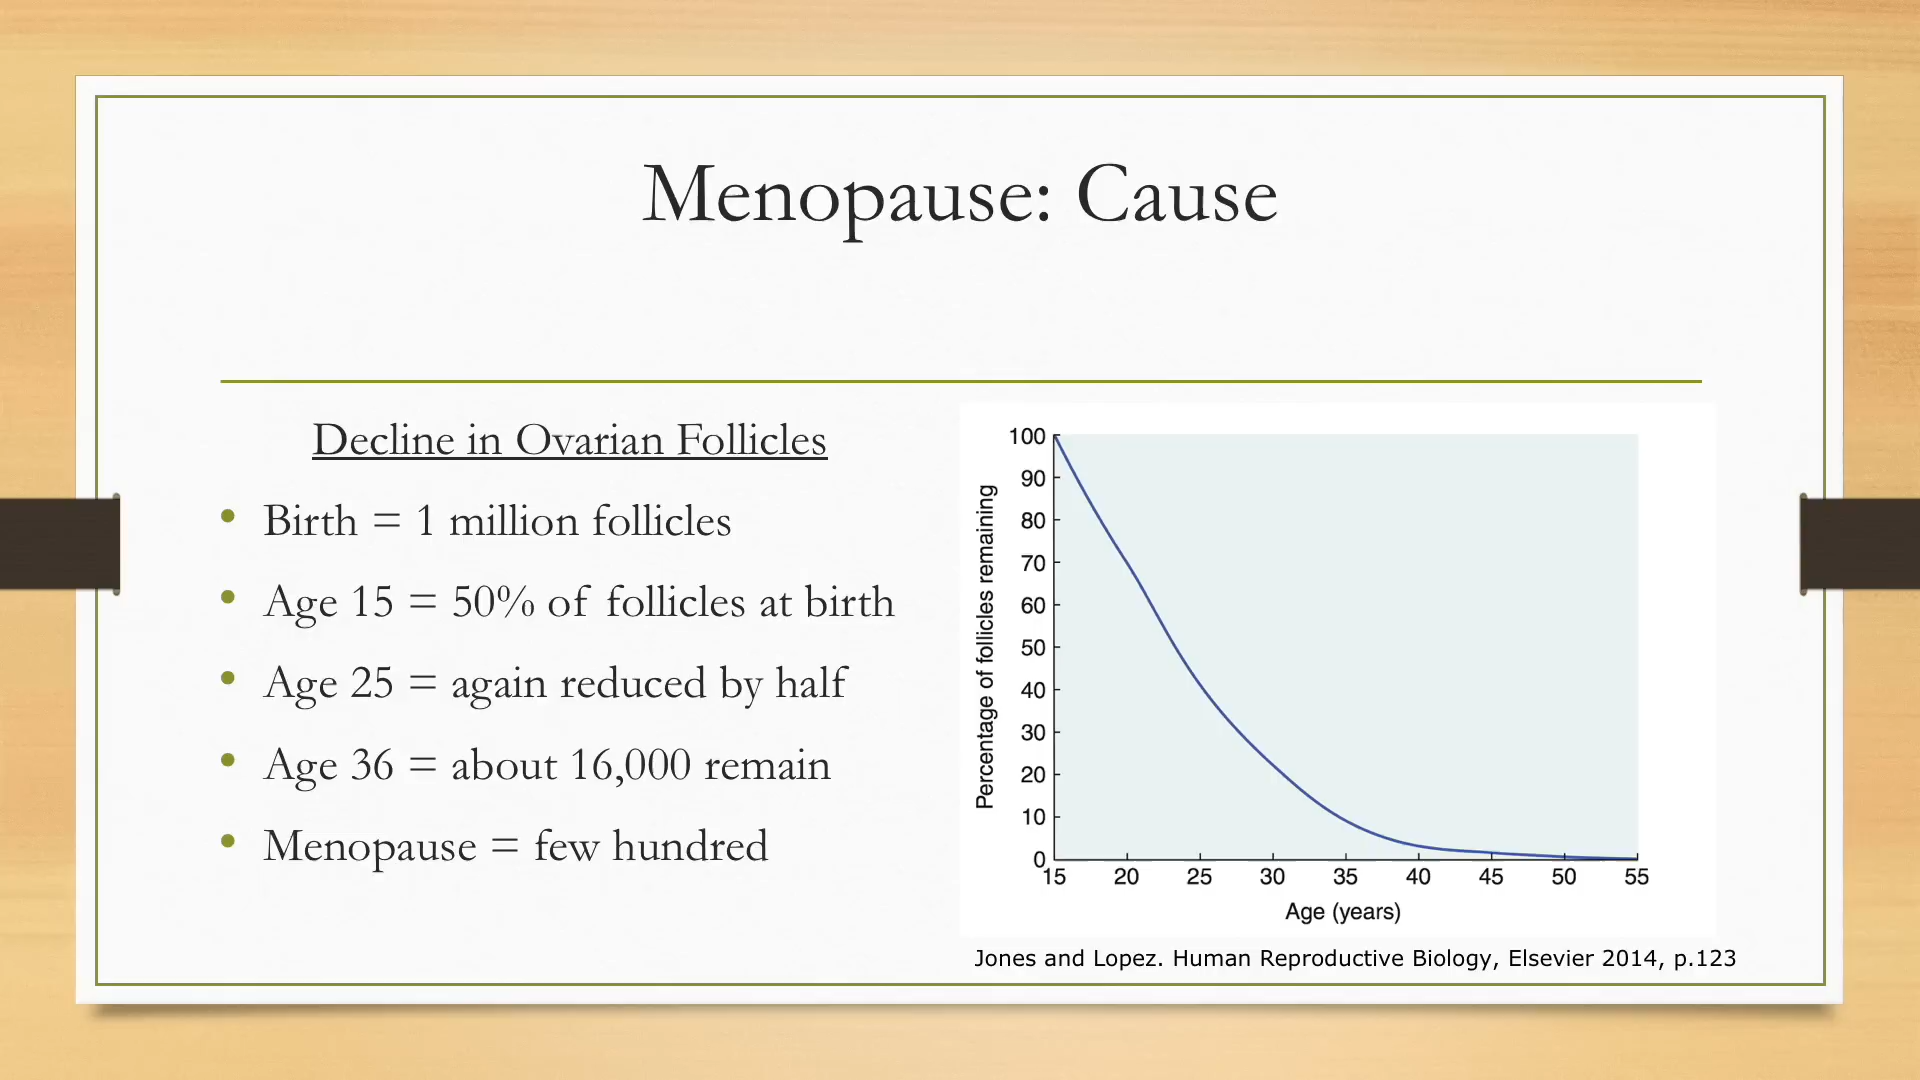 Menopause: Cause
Decline in Ovarian Follicles
• Birth = 1 million follicles
• Age 15 = 50% of follicles at birth
• Age 25 = again reduced by half
• Age 36 = about 16,000 remain
• Menopause = few hundred
Percentage of follicles remaining
100
90
80
70
60
50
40
30
20
10
0
15 20 25 30 35 40 45 50 55
Age (years)
Jones and Lopez. Human Reproductive Biology, Elsevier 2014, p.123